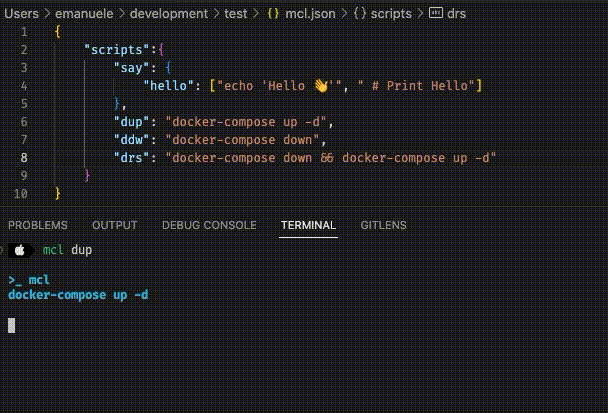 Users > emanuele > development > test > {} mcl.json > {} scripts > abc drs
1 {
2 "scripts":{
3 "say": {
4 "hello": ["echo 'Hello 👋'", " # Print Hello"]
5 },
6 "dup": "docker-compose up -d",
7 "ddw": "docker-compose down",
8 "drs": "docker-compose down && docker-compose up -d"
9 }
10 }
PROBLEMS OUTPUT DEBUG CONSOLE TERMINAL GITLENS
mcl dup
>_ mcl
docker-compose up -d